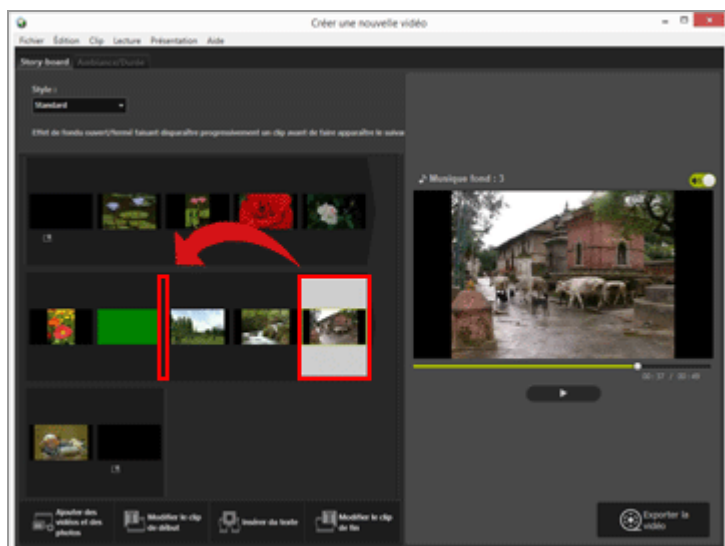 Créer une nouvelle vidéo
Fichier Édition Clip Lecture Présentation Aide
Story-board Ambiance/Durée
Style :
Standard
Effet de fondu ouvert/fermé faisant disparaître progressivement un clip avant de faire apparaître le suivan
♪ Musique fond : 3
00:37 / 00:49
Ajouter des
vidéos et des
photos
Modifier le clip
de début
Insérer du texte
Modifier le clip
de fin
Exporter la
vidéo